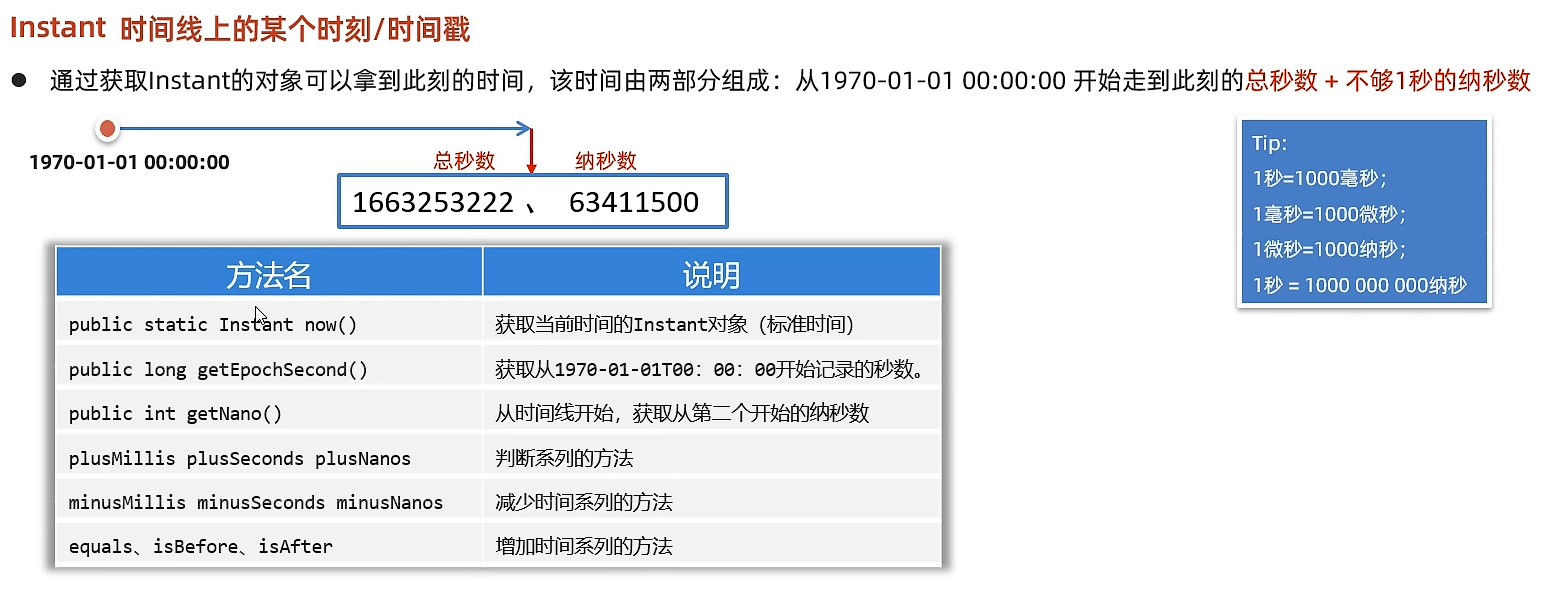 Instant 时间线上的某个时刻/时间戳
● 通过获取Instant的对象可以拿到此刻的时间，该时间由两部分组成：从1970-01-01 00:00:00 开始走到此刻的总秒数 + 不够1秒的纳秒数
1970-01-01 00:00:00
总秒数 纳秒数
1663253222 、 63411500
Tip:
1秒=1000毫秒；
1毫秒=1000微秒；
1微秒=1000纳秒；
1秒 = 1000 000 000纳秒
方法名 说明
public static Instant now() 获取当前时间的Instant对象（标准时间）
public long getEpochSecond() 获取从1970-01-01T00：00：00开始记录的秒数。
public int getNano() 从时间线开始，获取从第二个开始的纳秒数
plusMillis plusSeconds plusNanos 判断系列的方法
minusMillis minusSeconds minusNanos 减少时间系列的方法
equals、isBefore、isAfter 增加时间系列的方法